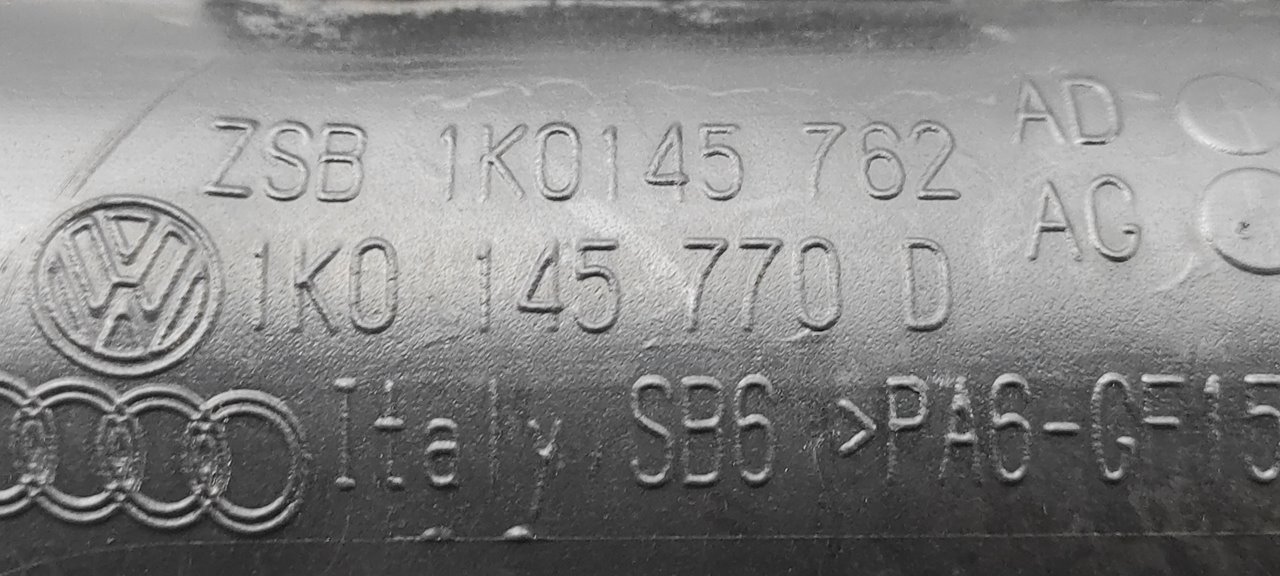 ZSB 1K0145 762 AD
AG
1K0 145 770 D
Italy SB6 >PA6-GF15